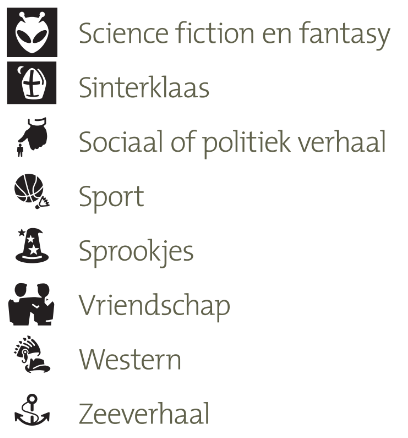 Science fiction en fantasy
Sinterklaas
Sociaal of politiek verhaal
Sport
Sprookjes
Vriendschap
Western
Zeeverhaal